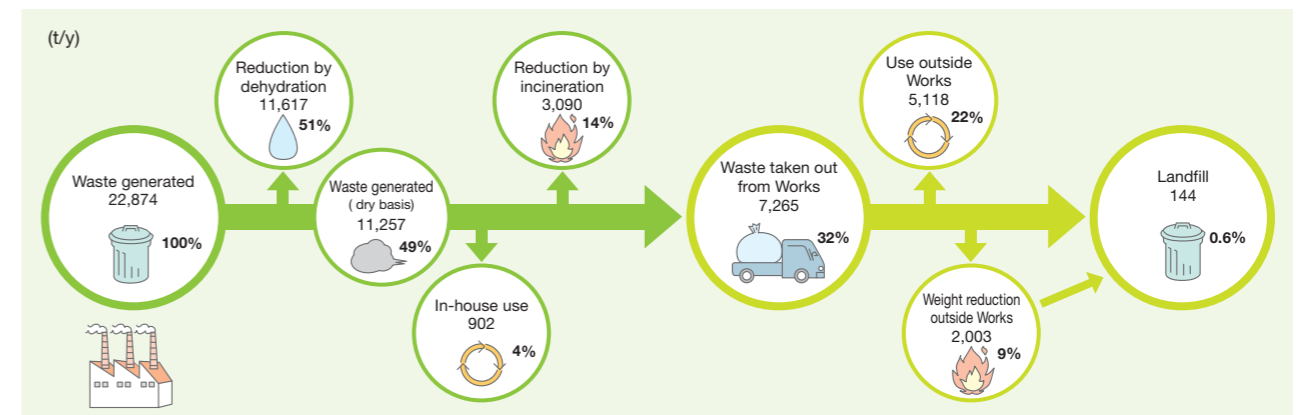 (t/y)
Waste generated
22,874
100%
Reduction by
dehydration
11,617
51%
Waste generated
( dry basis)
11,257
49%
Reduction by
incineration
3,090
14%
In-house use
902
4%
Waste taken out
from Works
7,265
32%
Use outside
Works
5,118
22%
Weight reduction
outside Works
2,003
9%
Landfill
144
0.6%